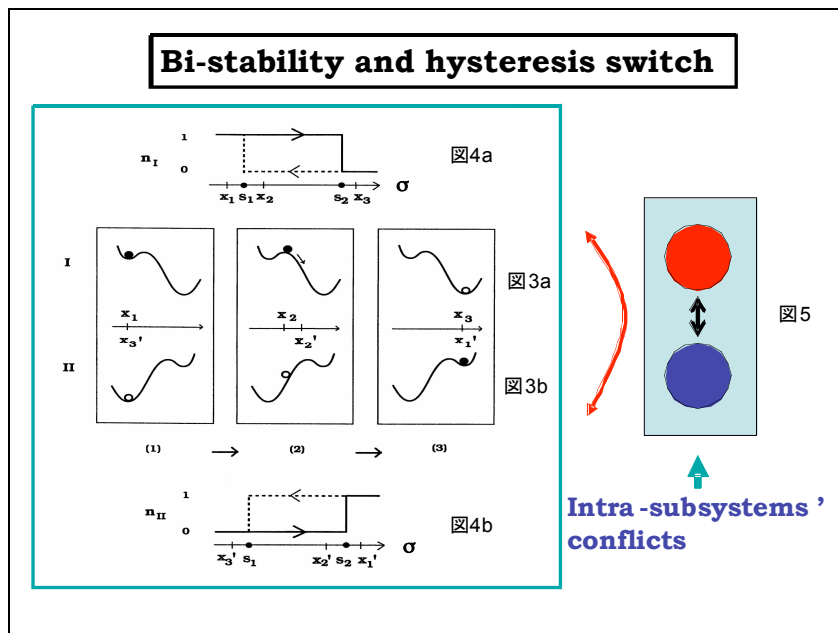 Bi-stability and hysteresis switch
1
n I
0
図4a
x1 s1 x2 s2 x3 σ
I
図3a
x1
x3'
x2
x2'
x3
x1'
II
図3b
(1) (2) (3)
1
n II
0
図4b
x3' s1 x2' s2 x1' σ
図5
Intra -subsystems ’
conflicts